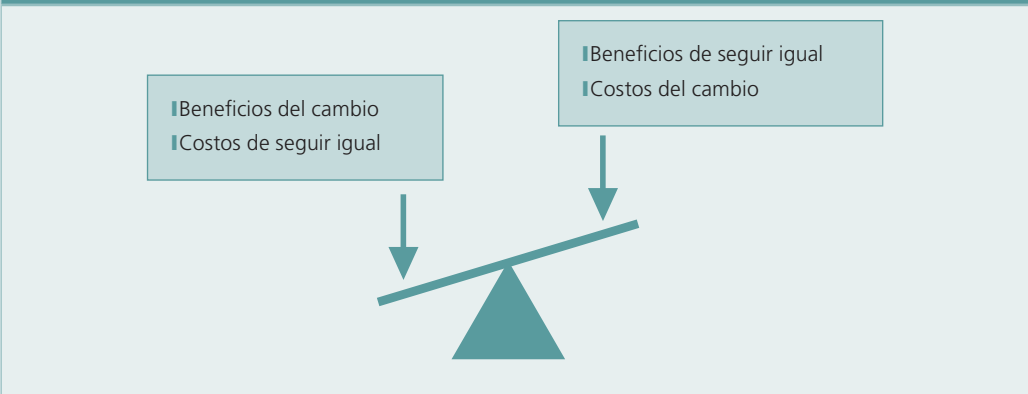 Beneficios del cambio
Costos de seguir igual
Beneficios de seguir igual
Costos del cambio